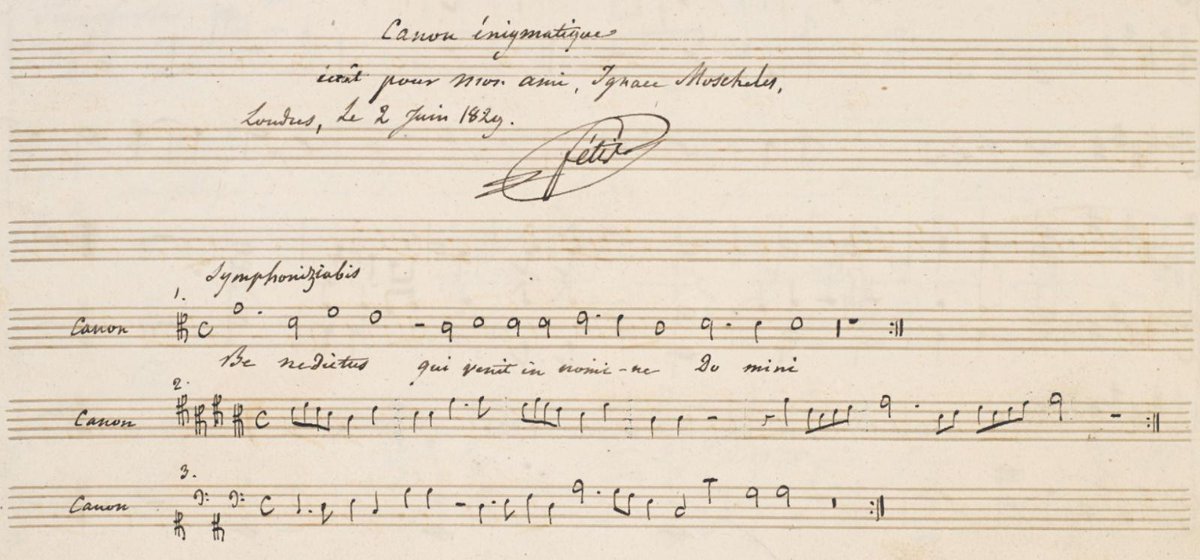 Canon énigmatique
écrit pour mon ami, Ignace Moscheles,
Londres, Le 2 Juin 1829.
fétis
Symphoniziabis
1.
Canon
Be nedictus qui venit in nomi-ne Do mini
2.
Canon
3.
Canon